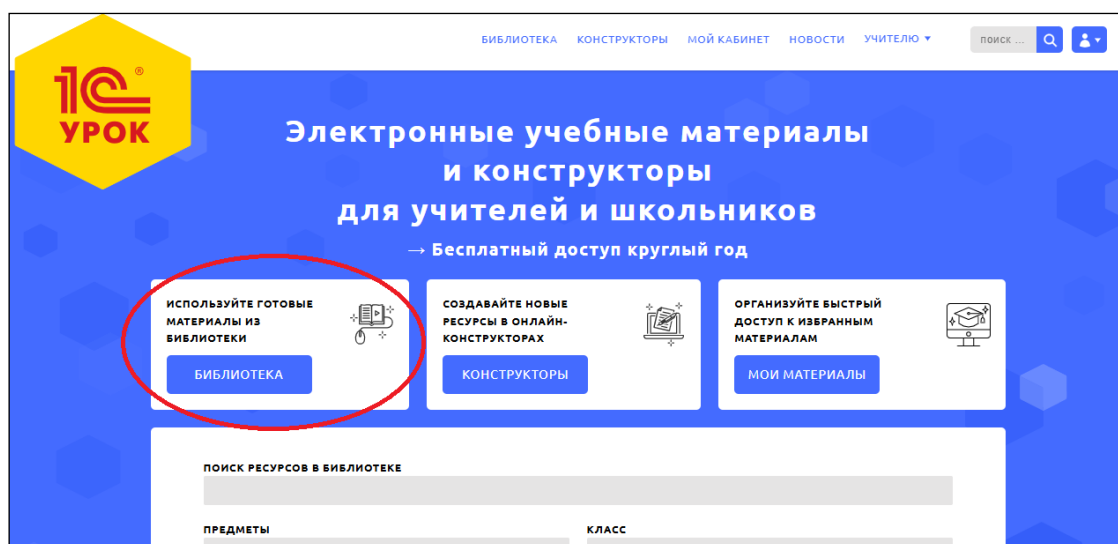 БИБЛИОТЕКА КОНСТРУКТОРЫ МОЙ КАБИНЕТ НОВОСТИ УЧИТЕЛЮ ▼ поиск ...
1С®
УРОК
Электронные учебные материалы
и конструкторы
для учителей и школьников
→ Бесплатный доступ круглый год
ИСПОЛЬЗУЙТЕ ГОТОВЫЕ
МАТЕРИАЛЫ ИЗ
БИБЛИОТЕКИ
БИБЛИОТЕКА
СОЗДАВАЙТЕ НОВЫЕ
РЕСУРСЫ В ОНЛАЙН-
КОНСТРУКТОРАХ
КОНСТРУКТОРЫ
ОРГАНИЗУЙТЕ БЫСТРЫЙ
ДОСТУП К ИЗБРАННЫМ
МАТЕРИАЛАМ
МОИ МАТЕРИАЛЫ
ПОИСК РЕСУРСОВ В БИБЛИОТЕКЕ
ПРЕДМЕТЫ КЛАСС